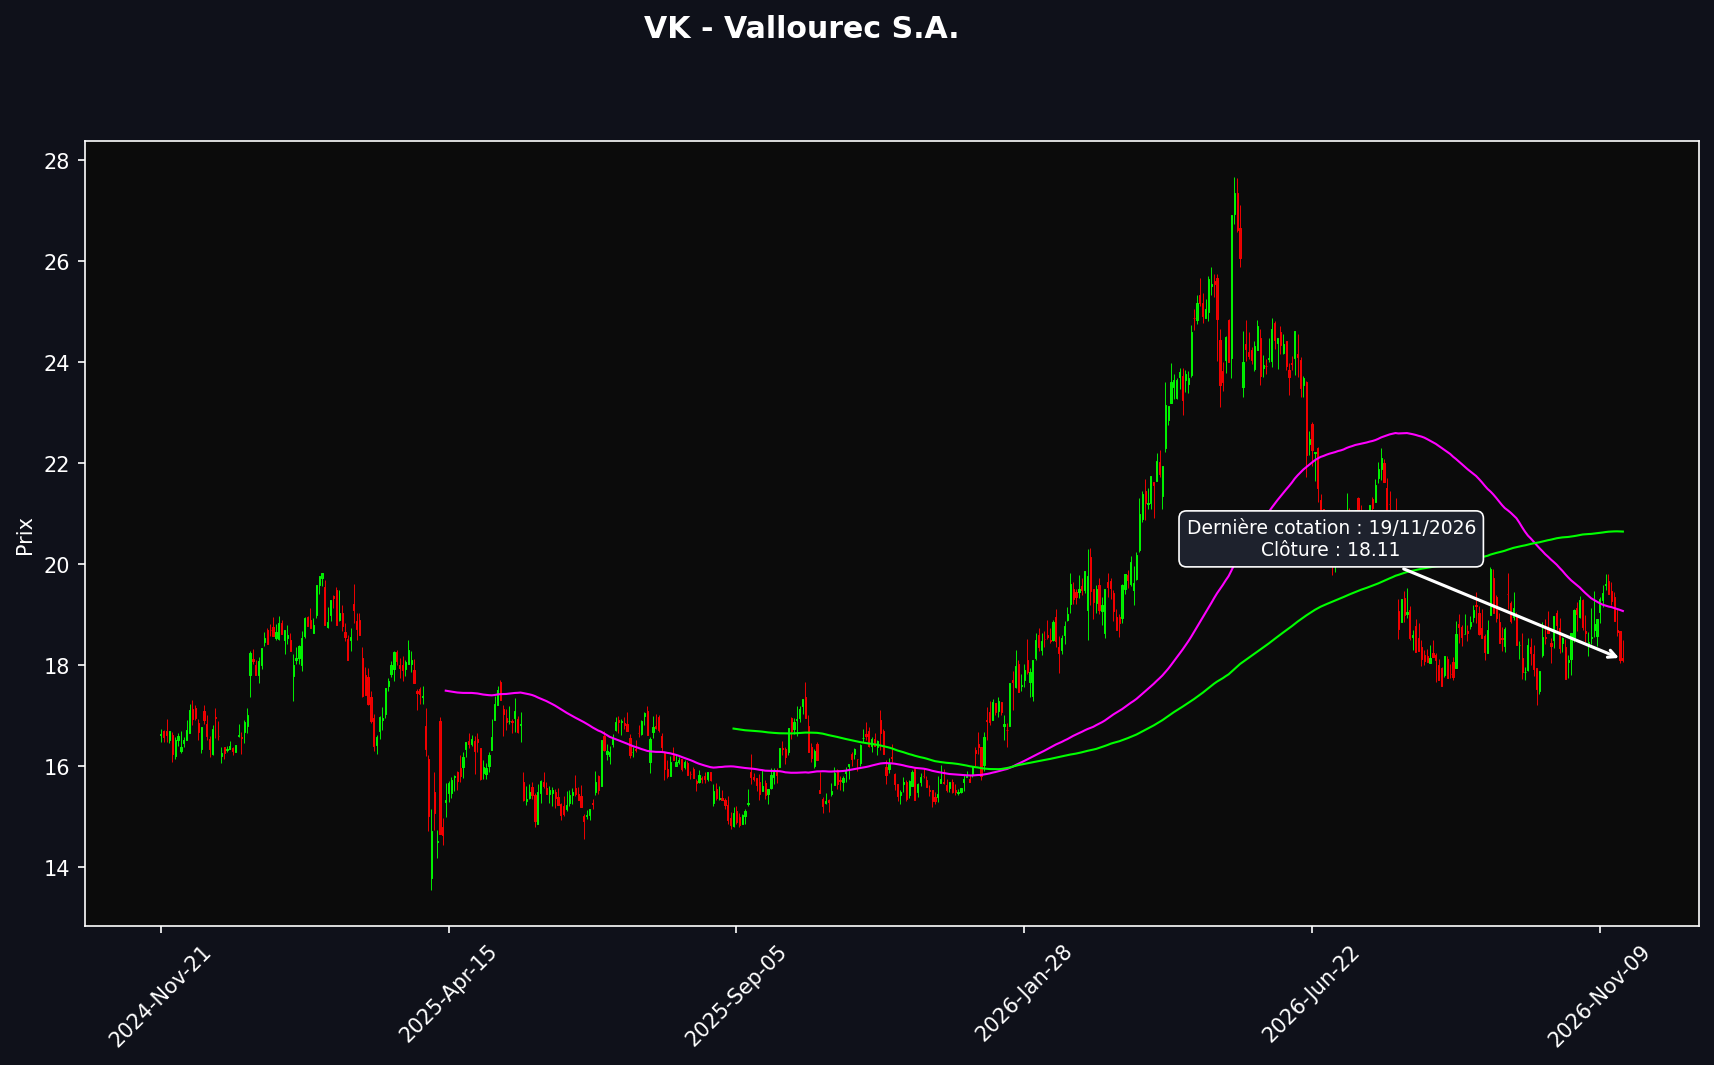 VK - Vallourec S.A.
Prix
28
26
24
22
20
18
16
14
Dernière cotation : 19/11/2026
Clôture : 18.11
2024-Nov-21
2025-Apr-15
2025-Sep-05
2026-Jan-28
2026-Jun-22
2026-Nov-09